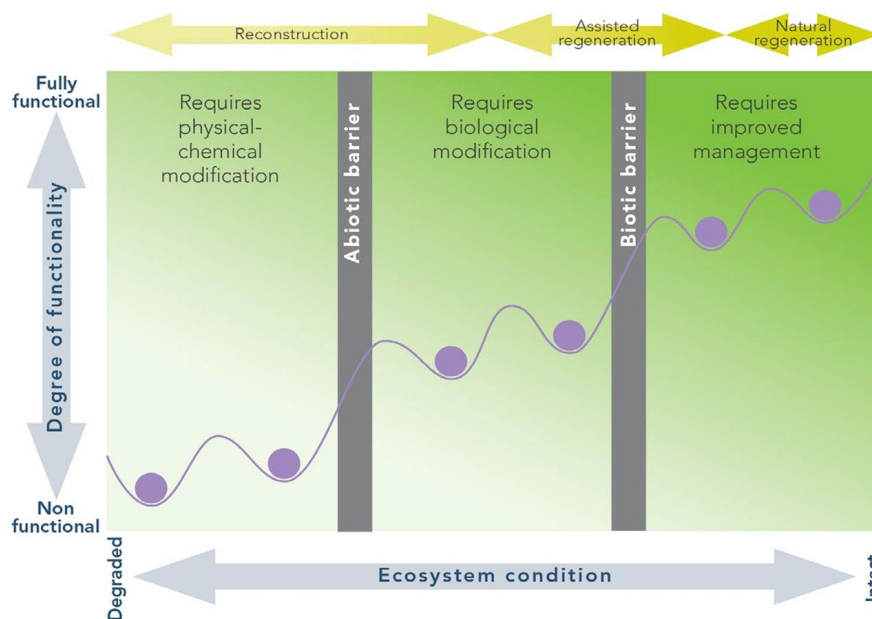 Reconstruction
Assisted
regeneration
Natural
regeneration
Fully
functional
Requires
physical-
chemical
modification
Abiotic barrier
Requires
biological
modification
Biotic barrier
Requires
improved
management
Degree of functionality
Non
functional
Degraded
Ecosystem condition
Intact